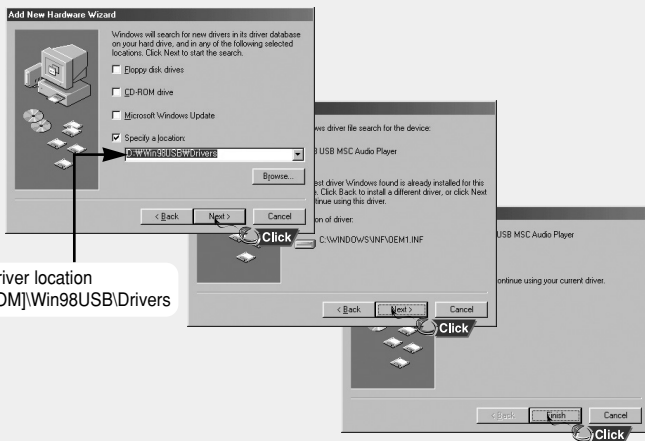 Add New Hardware Wizard
Windows will search for new drivers in its driver database
on your hard drive, and in any of the following selected
locations. Click Next to start the search.
Floppy disk drives
CD-ROM drive
Microsoft Windows Update
Specify a location:
D:₩Win98USB₩Drivers
Browse...
< Back
Next >
Cancel
Click
river location
OM]\Win98USB\Drivers
ws driver file search for the device:
USB MSC Audio Player
est driver Windows found is already installed for this
. Click Back to install a different driver, or click Next
tinue using this driver.
on of driver:
C:\WINDOWS\INF\OEM1.INF
< Back
Next >
Cancel
Click
USB MSC Audio Player
ontinue using your current driver.
< Back
Finish
Cancel
Click